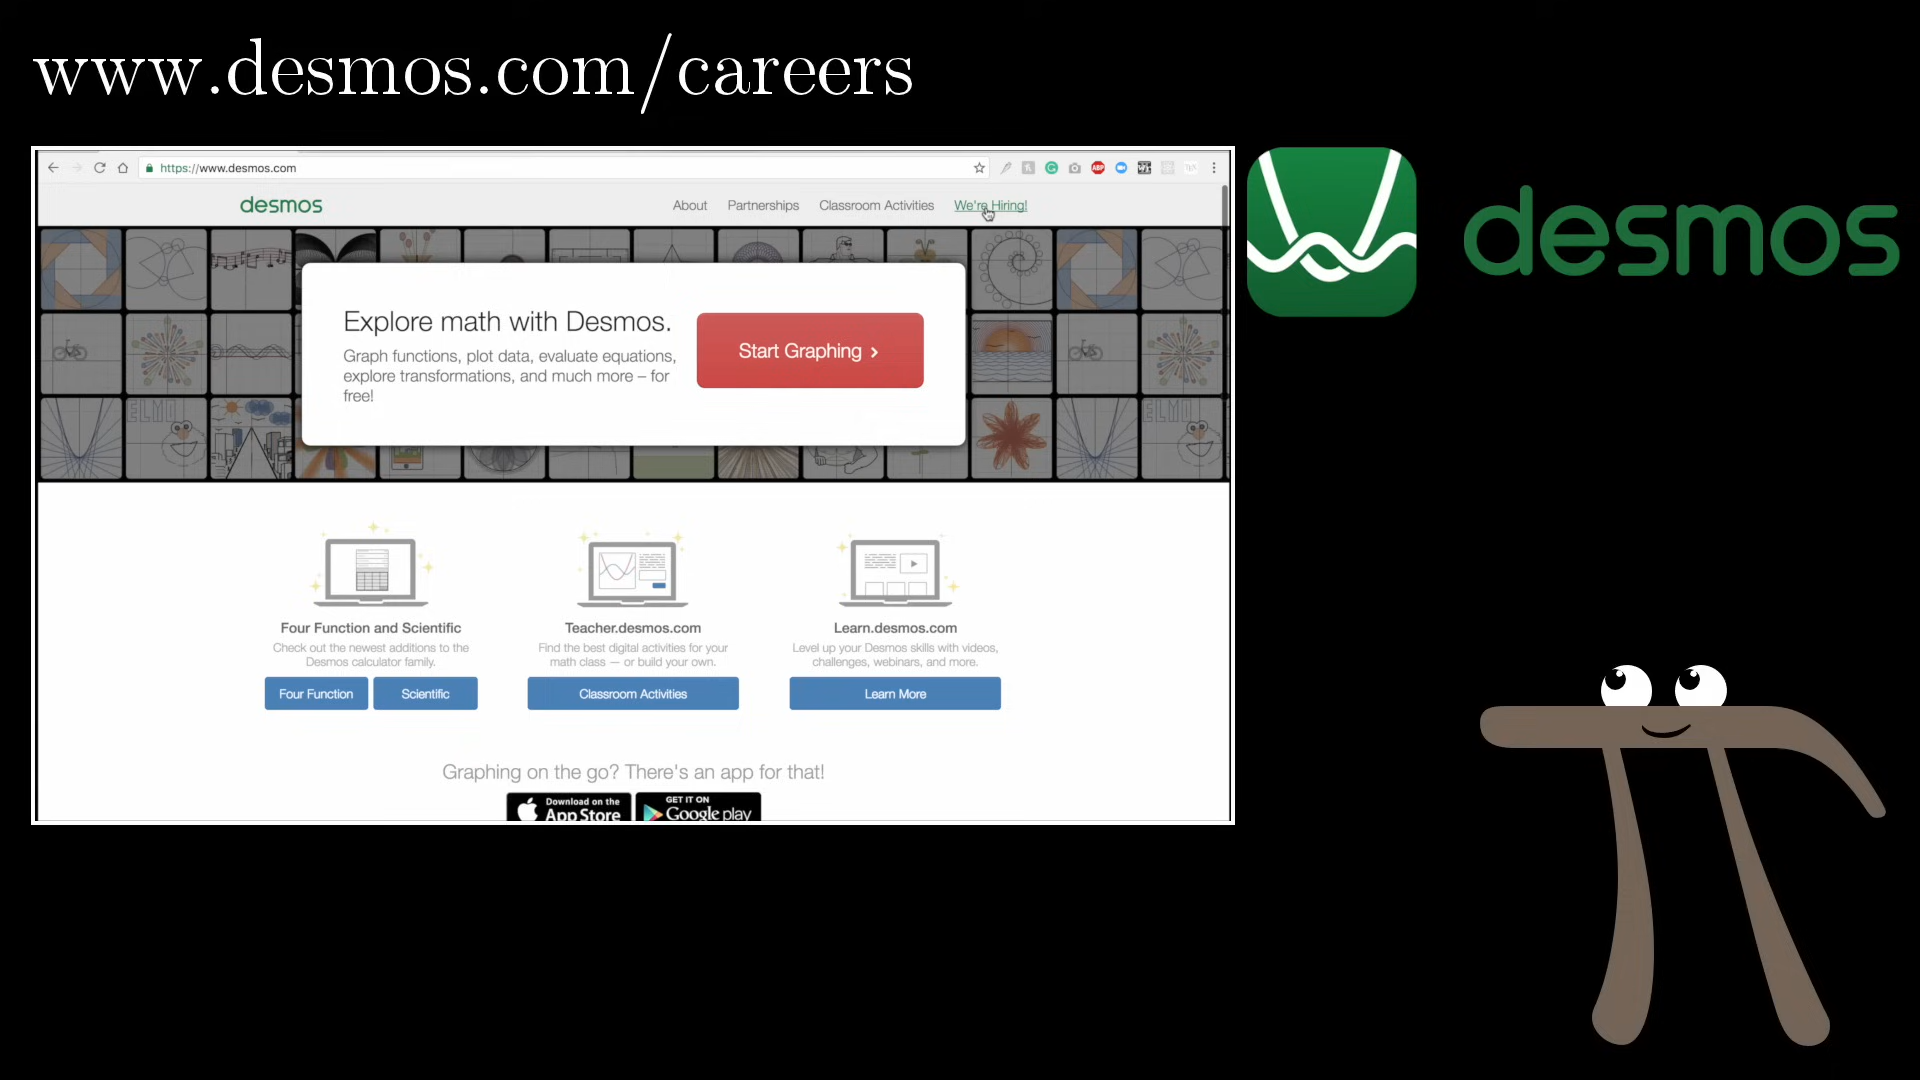 www.desmos.com/careers
https://www.desmos.com
desmos
About Partnerships Classroom Activities We're Hiring!
desmos
Explore math with Desmos.
Graph functions, plot data, evaluate equations,
explore transformations, and much more – for
free!
Start Graphing
ELMO
ELMO
Four Function and Scientific
Check out the newest additions to the
Desmos calculator family.
Four Function
Scientific
Teacher.desmos.com
Find the best digital activities for your
math class — or build your own.
Classroom Activities
Learn.desmos.com
Level up your Desmos skills with videos,
challenges, webinars, and more.
Learn More
Graphing on the go? There's an app for that!
Download on the
App Store
GET IT ON
Google play